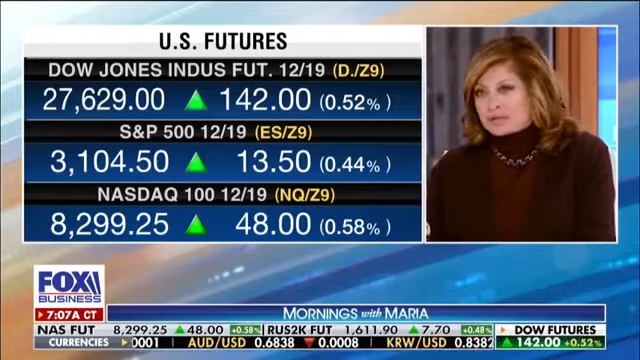 U.S. FUTURES
DOW JONES INDUS FUT. 12/19 (D./Z9)
27,629.00 ▲ 142.00 (0.52%)
S&P 500 12/19 (ES/Z9)
3,104.50 ▲ 13.50 (0.44%)
NASDAQ 100 12/19 (NQ/Z9)
8,299.25 ▲ 48.00 (0.58%)
FOX
BUSINESS
7:07A CT
MORNINGS with MARIA
NAS FUT 8,299.25 ▲ 48.00 +0.58% RUS2K FUT 1,611.90 ▲ 7.70 +0.48% ▷ DOW FUTURES
CURRENCIES ▷ 0001 AUD/USD 0.6838 ▼ 0.0008 KRW/USD 0.8382 ▲ 142.00 +0.52%